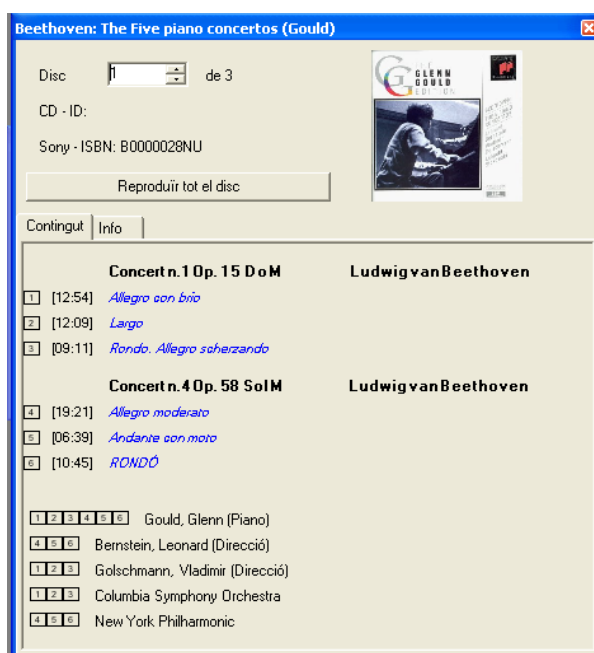 Beethoven: The Five piano concertos (Gould)
Disc 1 de 3
CD - ID:
Sony - ISBN: B0000028NU
Reproduïr tot el disc
THE
GLENN
GOULD
EDITION
Contingut Info
Concert n.1 Op. 15 Do M Ludwig van Beethoven
1 [12:54] Allegro con brio
2 [12:09] Largo
3 [09:11] Rondo. Allegro scherzando
Concert n.4 Op. 58 Sol M Ludwig van Beethoven
4 [19:21] Allegro moderato
5 [06:39] Andante con moto
6 [10:45] RONDÓ
1 2 3 4 5 6 Gould, Glenn (Piano)
4 5 6 Bernstein, Leonard (Direcció)
1 2 3 Golschmann, Vladimir (Direcció)
1 2 3 Columbia Symphony Orchestra
4 5 6 New York Philharmonic